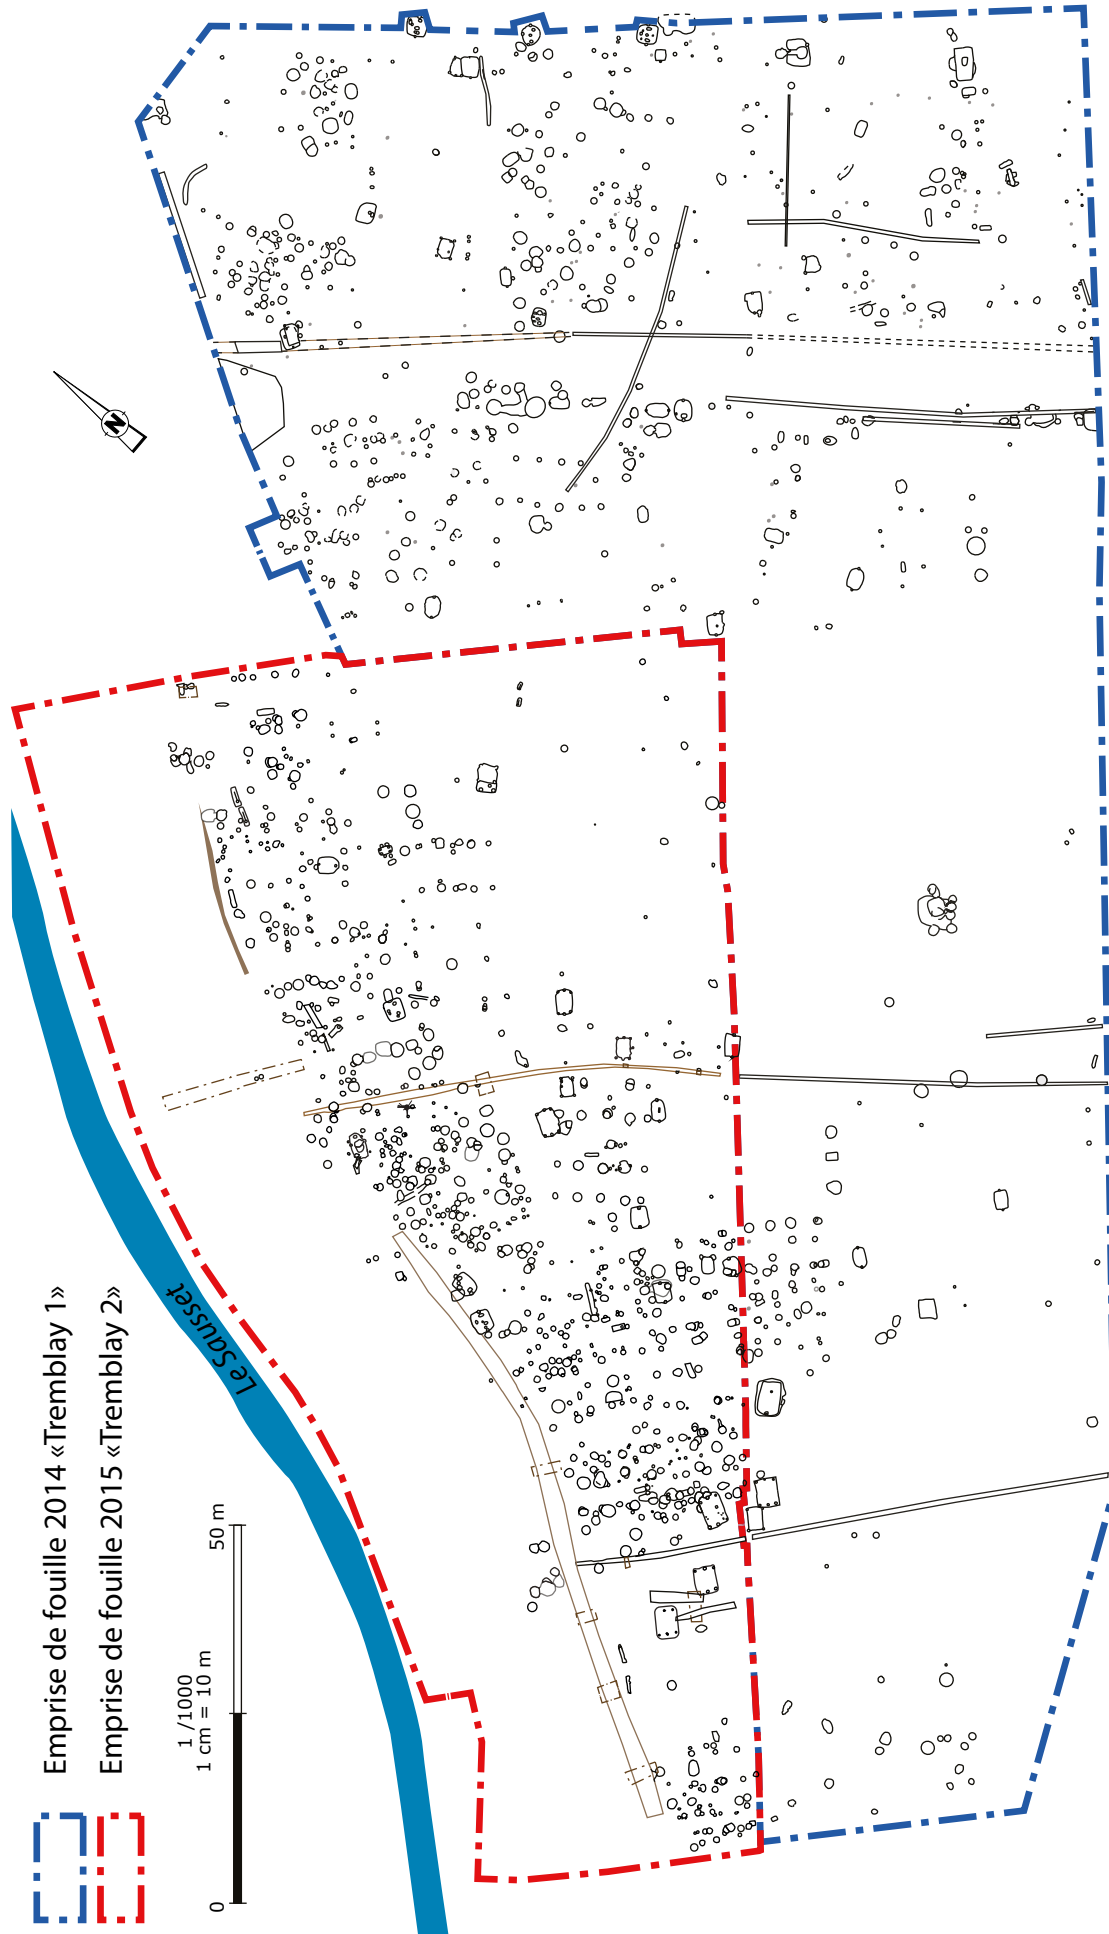 Emprise de fouille 2014 «Tremblay 1»
Emprise de fouille 2015 «Tremblay 2»
1 /1000
1 cm = 10 m
0
50 m
Le Sausset
N